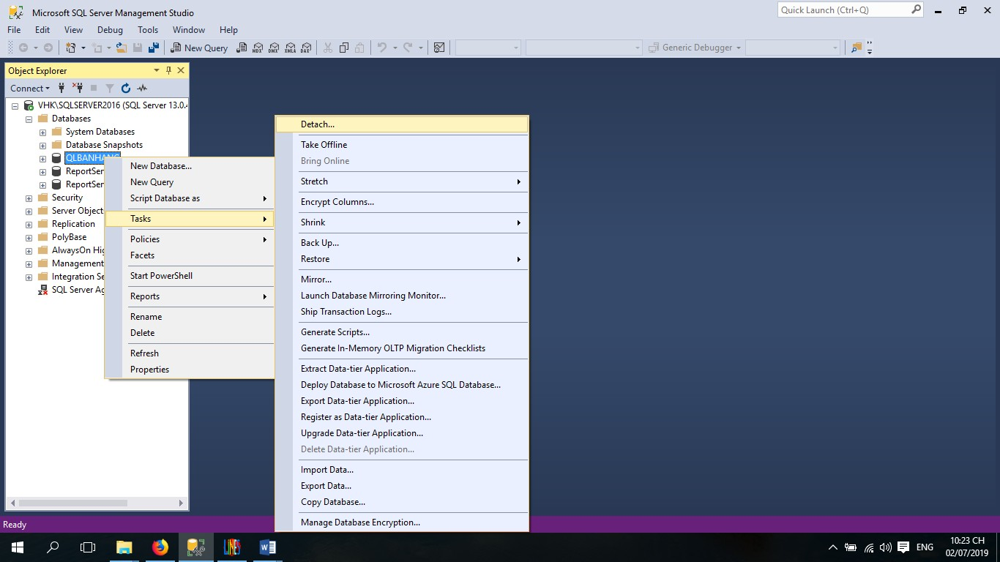 Microsoft SQL Server Management Studio
Quick Launch (Ctrl+Q)
File Edit View Debug Tools Window Help
New Query MDX DMX XMLA DAX Generic Debugger
Object Explorer
Connect
VHK\SQLSERVER2016 (SQL Server 13.0.4
Databases
System Databases
Database Snapshots
QLBANHANG
ReportSer
ReportSer
Security
Server Object
Replication
PolyBase
AlwaysOn Hig
Management
Integration Se
SQL Server Ag
New Database...
New Query
Script Database as
Tasks
Policies
Facets
Start PowerShell
Reports
Rename
Delete
Refresh
Properties
Detach...
Take Offline
Bring Online
Stretch
Encrypt Columns...
Shrink
Back Up...
Restore
Mirror...
Launch Database Mirroring Monitor...
Ship Transaction Logs...
Generate Scripts...
Generate In-Memory OLTP Migration Checklists
Extract Data-tier Application...
Deploy Database to Microsoft Azure SQL Database...
Export Data-tier Application...
Register as Data-tier Application...
Upgrade Data-tier Application...
Delete Data-tier Application...
Import Data...
Export Data...
Copy Database...
Manage Database Encryption...
Ready
LINES
ENG
10:23 CH
02/07/2019